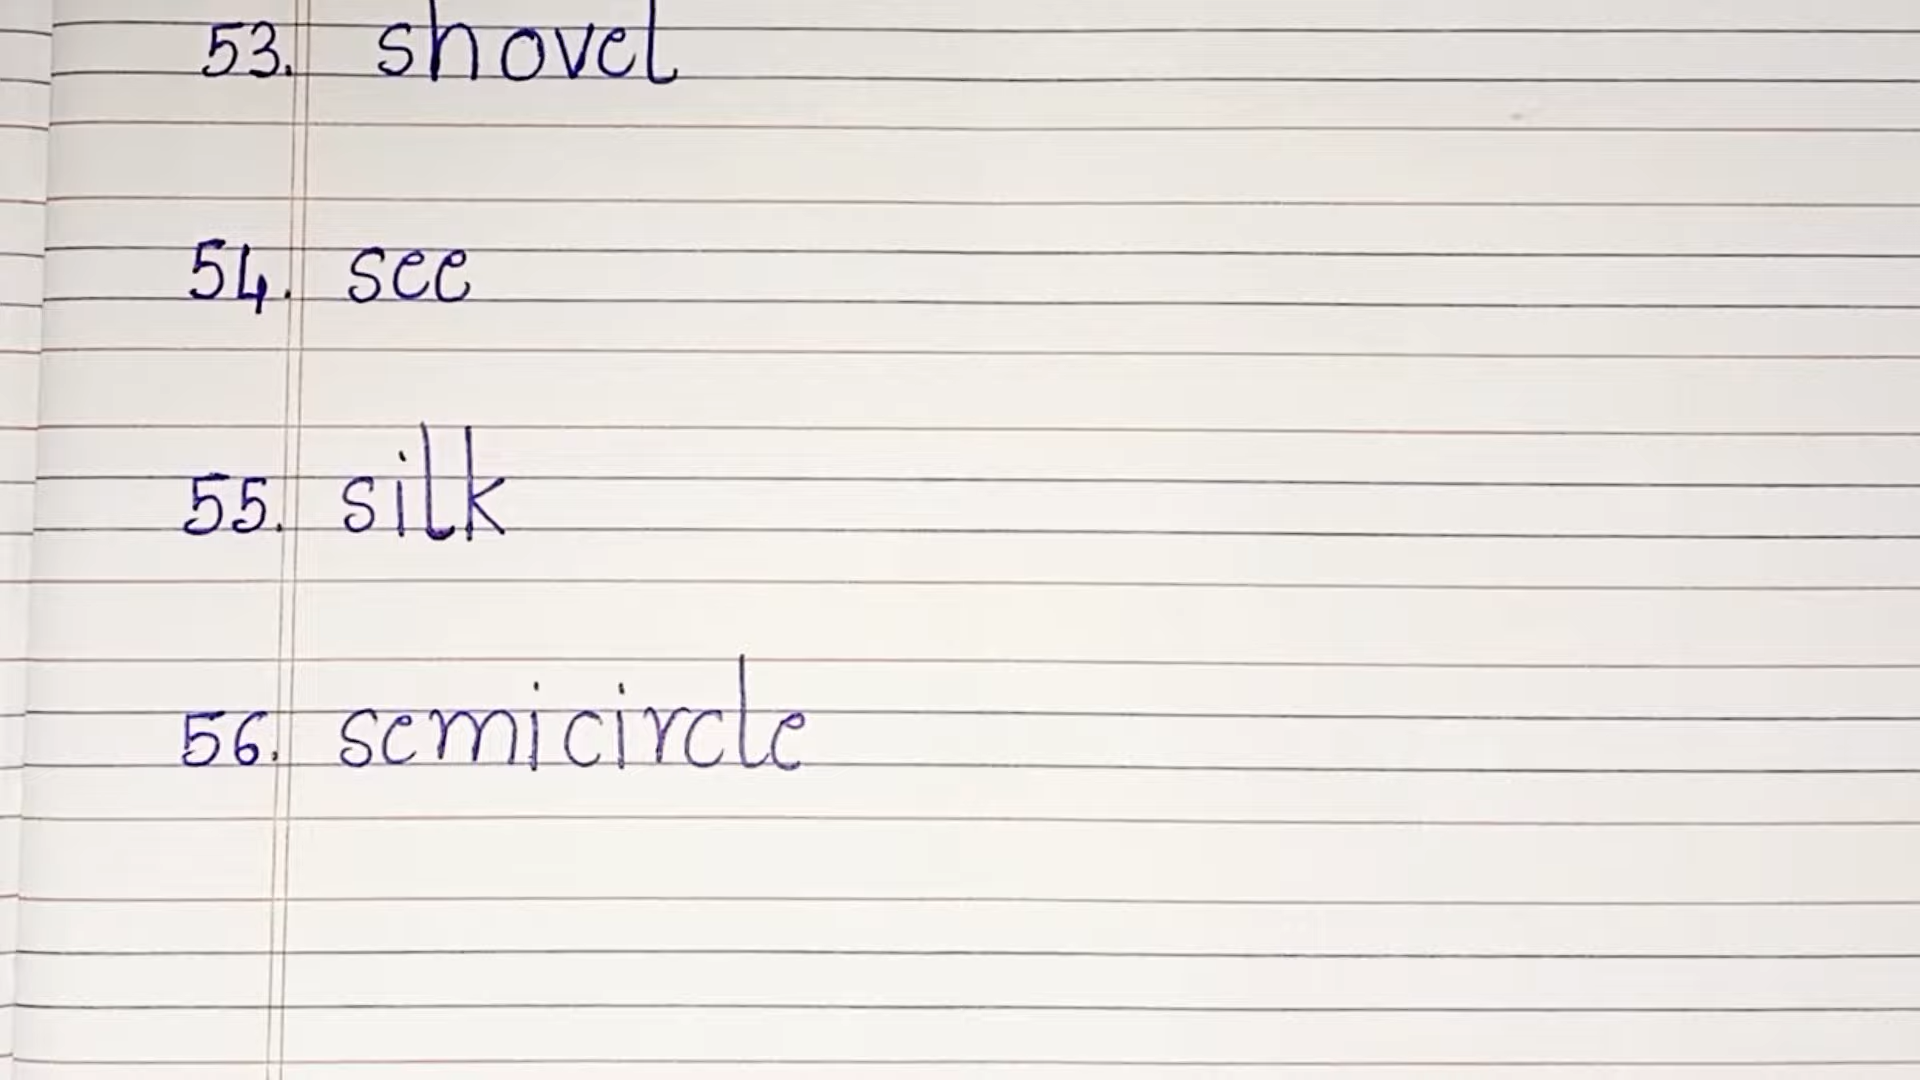 53. shovel
54. see
55. silk
56. semicircle